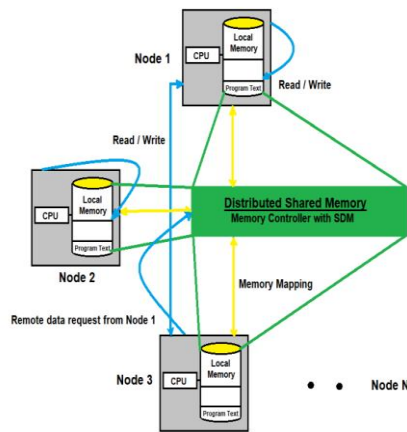 Node 1
CPU
Local
Memory
Program Text
Read / Write
Read / Write
CPU
Local
Memory
Program Text
Node 2
Distributed Shared Memory
Memory Controller with SDM
Memory Mapping
Remote data request from Node 1
Node 3
CPU
Local
Memory
Program Text
• • Node N